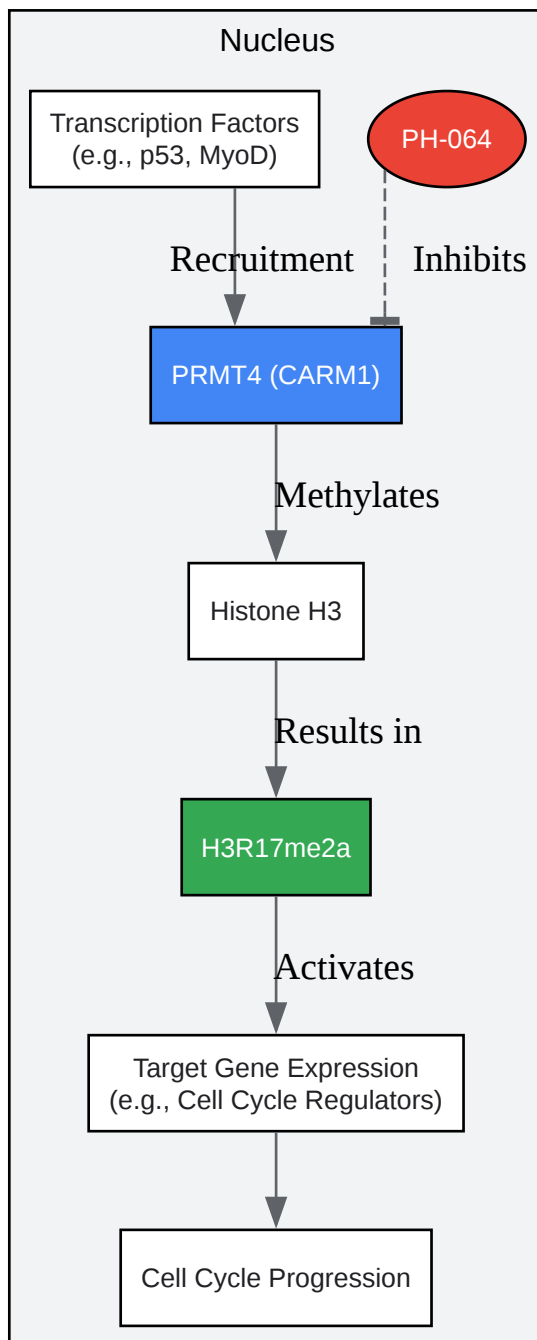 Nucleus
Transcription Factors
(e.g., p53, MyoD)
PH-064
Recruitment
Inhibits
PRMT4 (CARM1)
Methylates
Histone H3
Results in
H3R17me2a
Activates
Target Gene Expression
(e.g., Cell Cycle Regulators)
Cell Cycle Progression